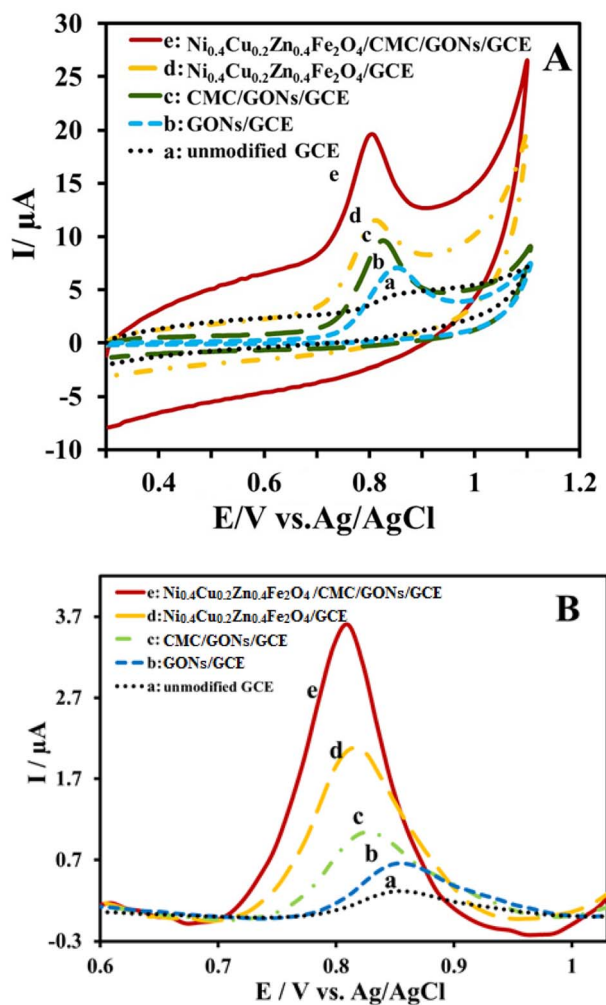 30
25
20
15
10
5
0
-5
-10
I/ µA
e: Ni₀.₄Cu₀.₂Zn₀.₄Fe₂O₄/CMC/GONs/GCE
d: Ni₀.₄Cu₀.₂Zn₀.₄Fe₂O₄/GCE
c: CMC/GONs/GCE
b: GONs/GCE
a: unmodified GCE
A
e
d
c
b
a
0.4 0.6 0.8 1 1.2
E/V vs.Ag/AgCl
3.7
2.7
1.7
0.7
-0.3
I / µA
e: Ni₀.₄Cu₀.₂Zn₀.₄Fe₂O₄/CMC/GONs/GCE
d: Ni₀.₄Cu₀.₂Zn₀.₄Fe₂O₄/GCE
c: CMC/GONs/GCE
b: GONs/GCE
a: unmodified GCE
B
e
d
c
b
a
0.6 0.7 0.8 0.9 1
E / V vs. Ag/AgCl